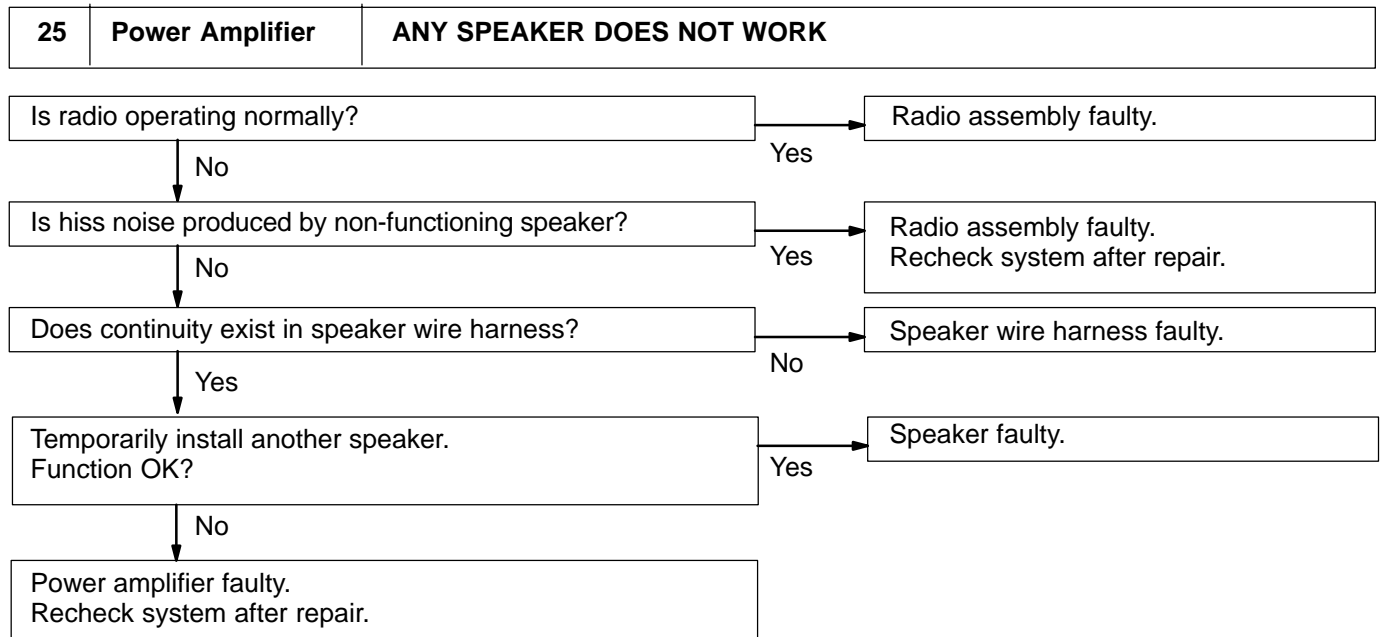 25 Power Amplifier ANY SPEAKER DOES NOT WORK
Is radio operating normally?
Yes
Radio assembly faulty.
No
Is hiss noise produced by non-functioning speaker?
Yes
Radio assembly faulty.
Recheck system after repair.
No
Does continuity exist in speaker wire harness?
No
Speaker wire harness faulty.
Yes
Temporarily install another speaker.
Function OK?
Yes
Speaker faulty.
No
Power amplifier faulty.
Recheck system after repair.